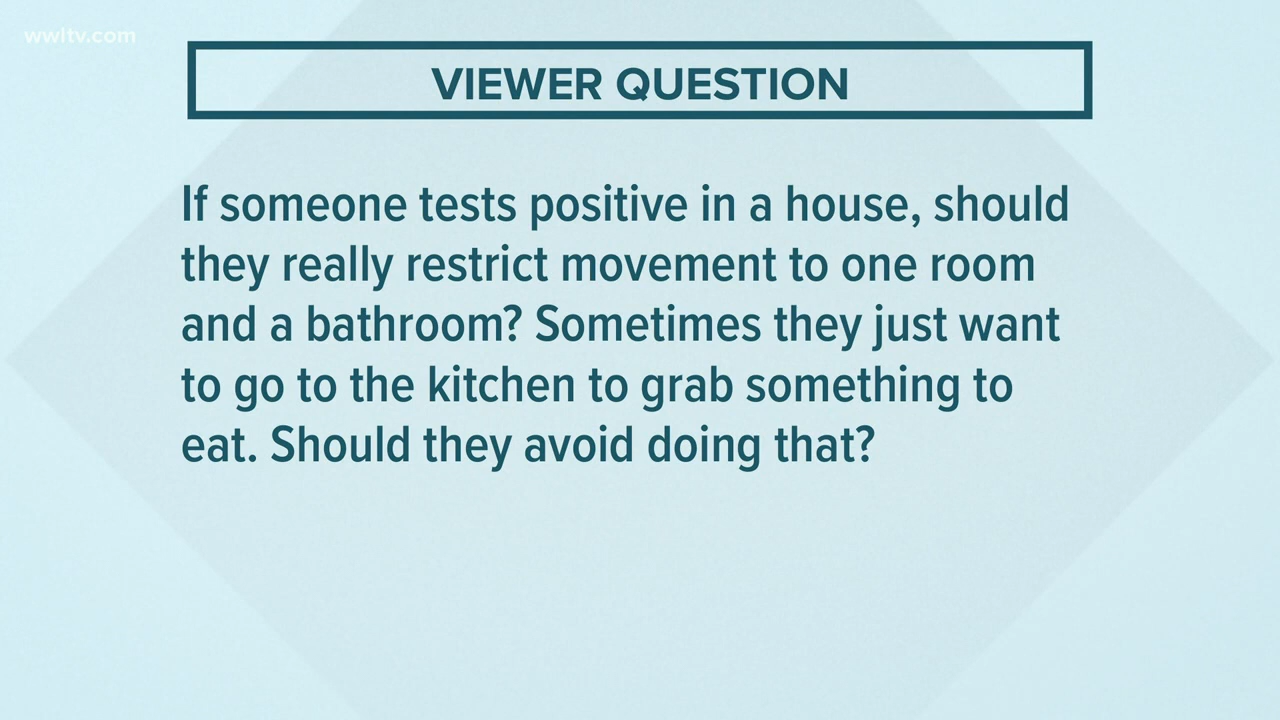 wwltv.com
VIEWER QUESTION
If someone tests positive in a house, should
they really restrict movement to one room
and a bathroom? Sometimes they just want
to go to the kitchen to grab something to
eat. Should they avoid doing that?